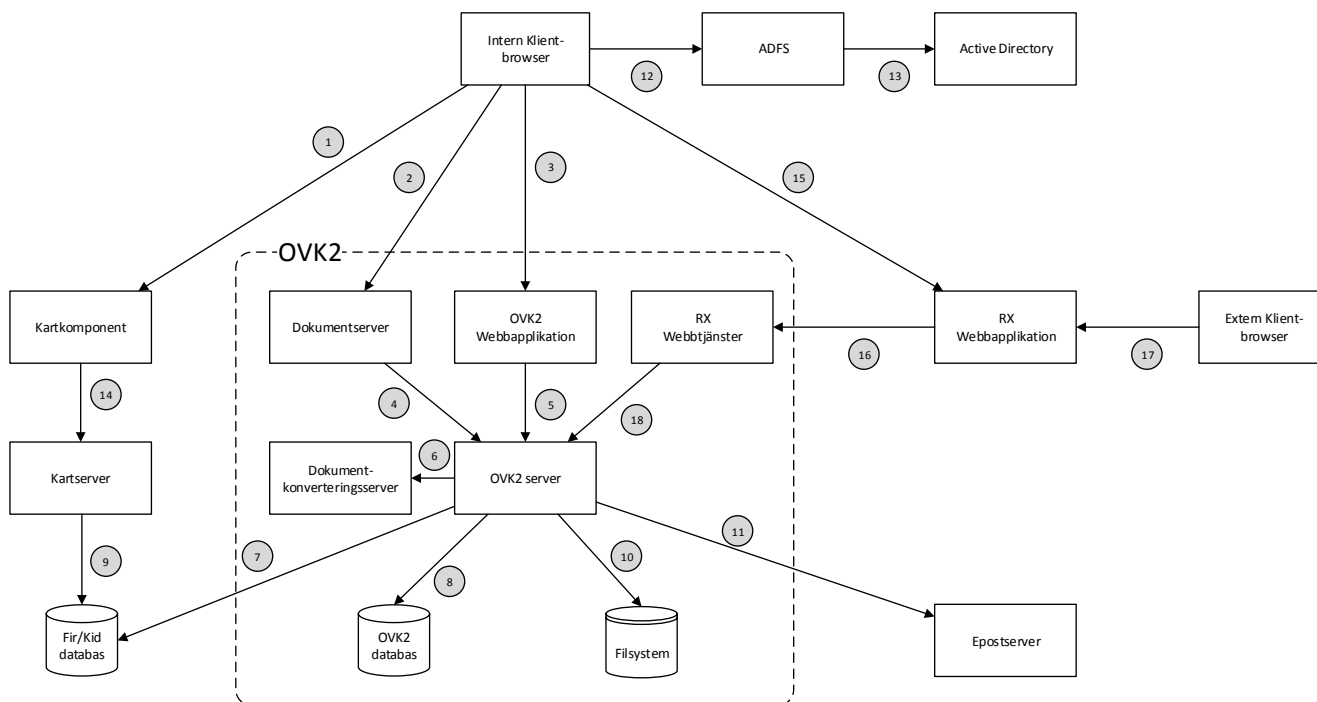 Intern Klient-
browser
ADFS
Active Directory
12
13
1
2
3
15
OVK2
Kartkomponent
Dokumentserver
OVK2
Webbapplikation
RX
Webbtjänster
RX
Webbapplikation
Extern Klient-
browser
16
17
14
4
5
18
Kartserver
Dokument-
konverteringsserver
6
OVK2 server
9
7
8
10
11
Fir/Kid
databas
OVK2
databas
Filsystem
Epostserver